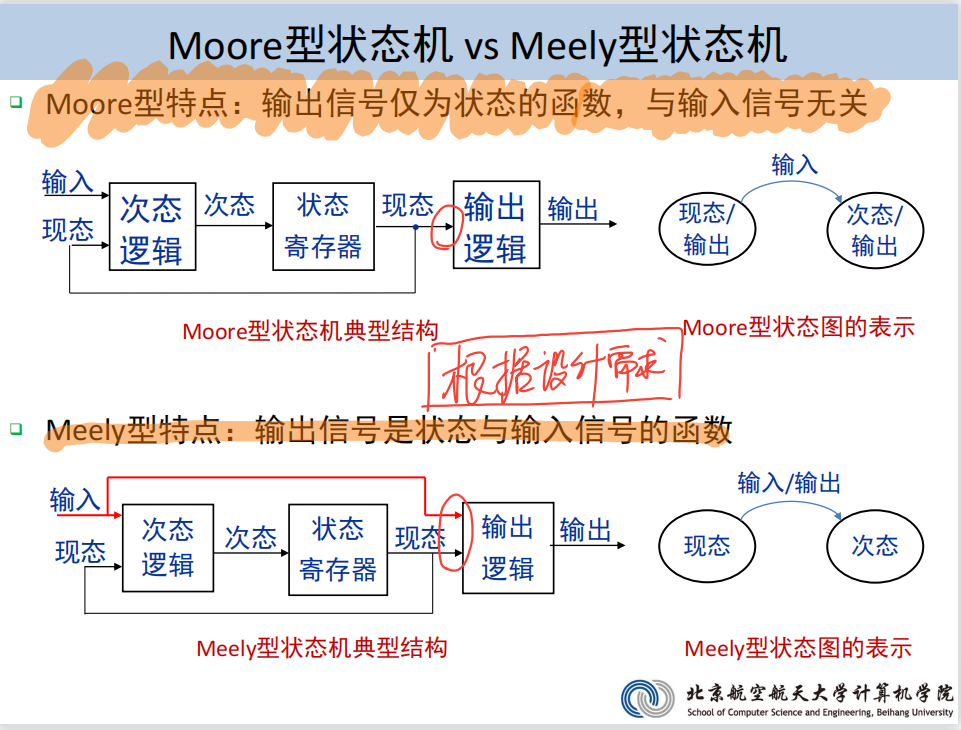 Moore型状态机 vs Meely型状态机
Moore型特点：输出信号仅为状态的函数，与输入信号无关
输入
现态
次态
逻辑
次态
状态
寄存器
现态
输出
逻辑
输出
输入
现态/
输出
次态/
输出
Moore型状态机典型结构
Moore型状态图的表示
根据设计需求
Meely型特点：输出信号是状态与输入信号的函数
输入
现态
次态
逻辑
次态
状态
寄存器
现态
输出
逻辑
输出
输入/输出
现态
次态
Meely型状态机典型结构
Meely型状态图的表示
北京航空航天大学计算机学院
School of Computer Science and Engineering, Beihang University